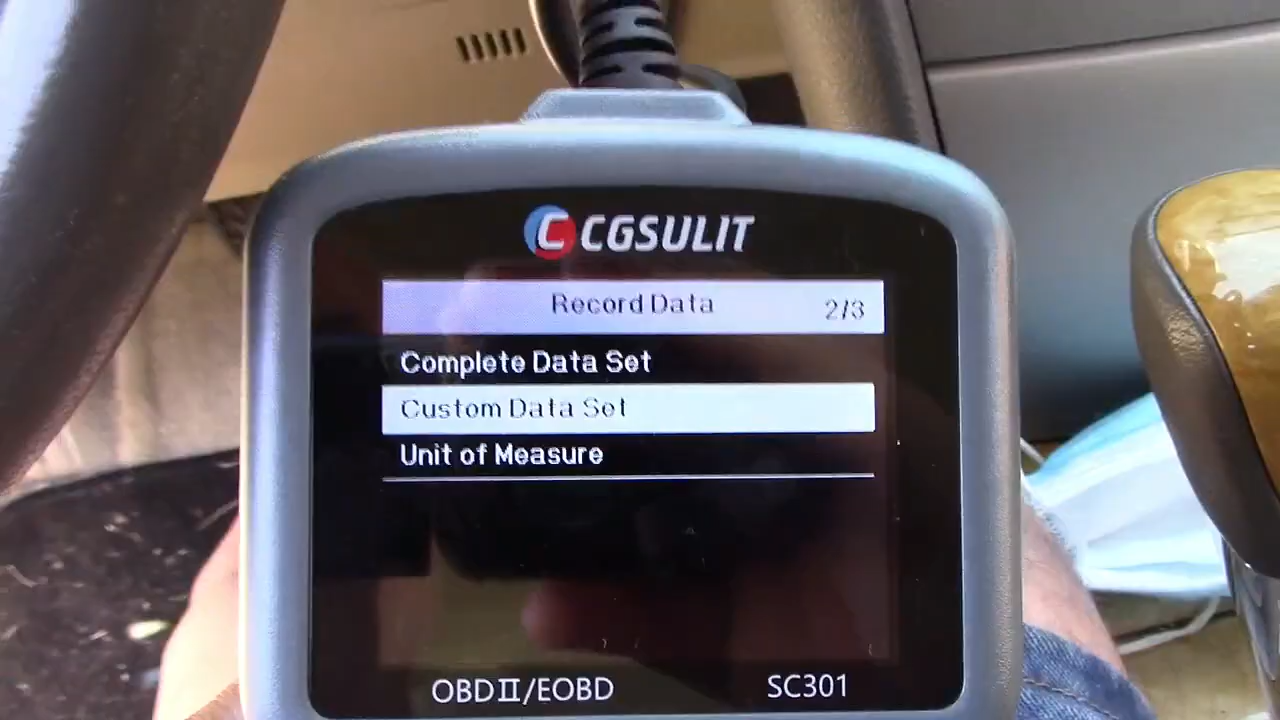 C CGSULIT
Record Data 2/3
Complete Data Set
Custom Data Set
Unit of Measure
OBDII/EOBD SC301